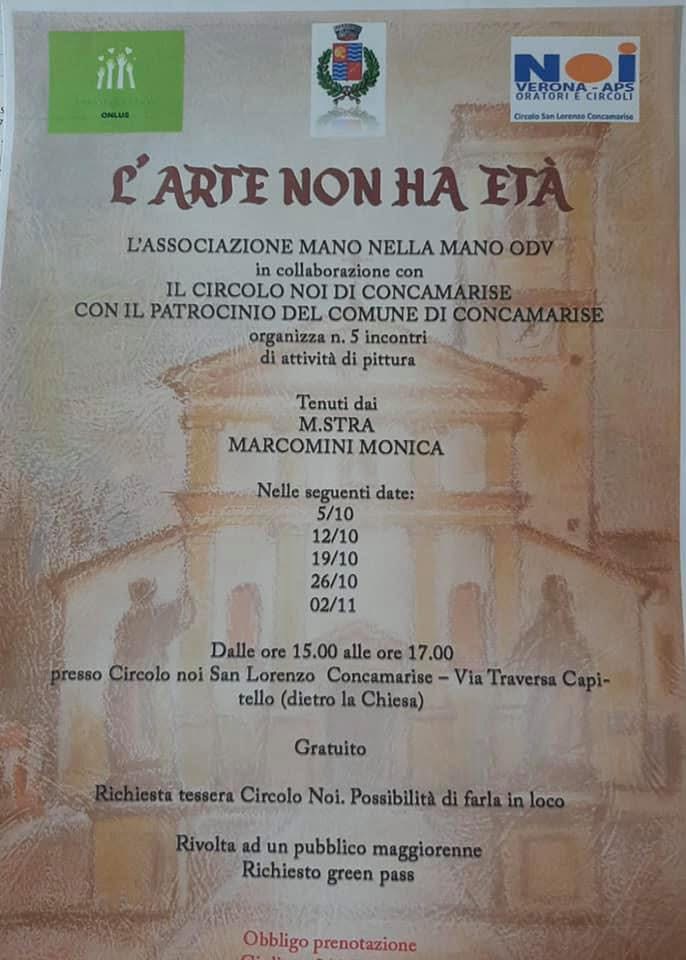 ONLUS
NOI
VERONA - APS
ORATORI E CIRCOLI
Circolo San Lorenzo Concamarise
L'ARTE NON HA ETÀ
L'ASSOCIAZIONE MANO NELLA MANO ODV
in collaborazione con
IL CIRCOLO NOI DI CONCAMARISE
CON IL PATROCINIO DEL COMUNE DI CONCAMARISE
organizza n. 5 incontri
di attività di pittura
Tenuti dai
M.STRA
MARCOMINI MONICA
Nelle seguenti date:
5/10
12/10
19/10
26/10
02/11
Dalle ore 15.00 alle ore 17.00
presso Circolo noi San Lorenzo Concamarise – Via Traversa Capi-
tello (dietro la Chiesa)
Gratuito
Richiesta tessera Circolo Noi. Possibilità di farla in loco
Rivolta ad un pubblico maggiorenne
Richiesto green pass
Obbligo prenotazione